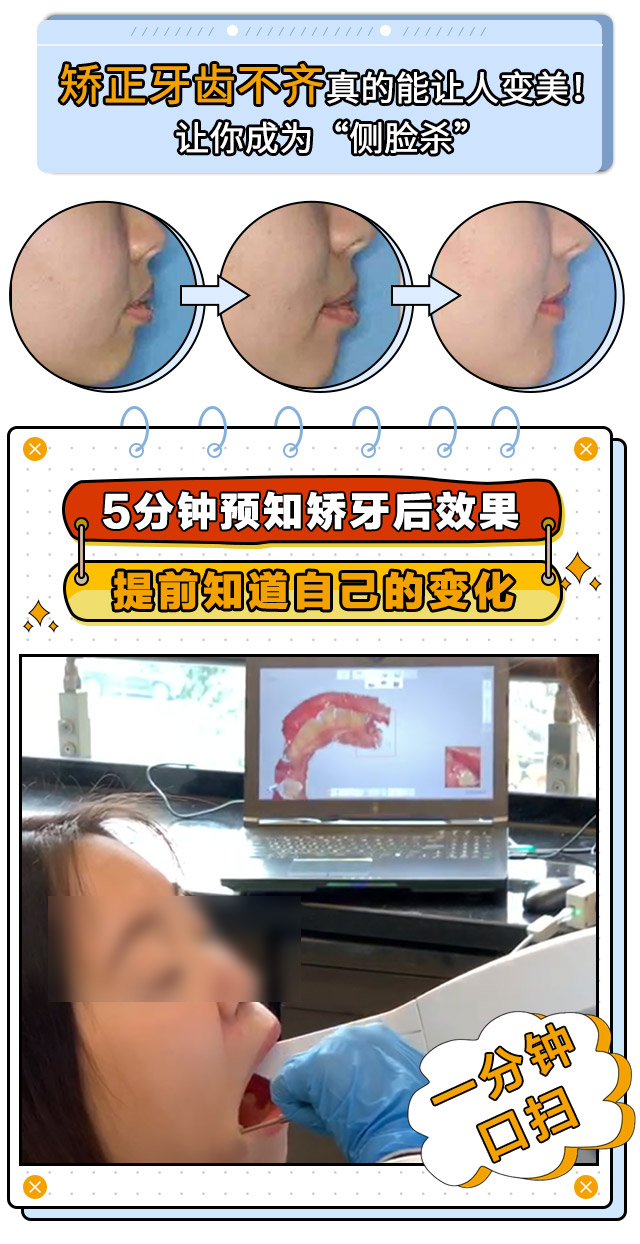 矫正牙齿不齐真的能让人变美！
让你成为“侧脸杀”
5分钟预知矫牙后效果
提前知道自己的变化
一分钟
口扫